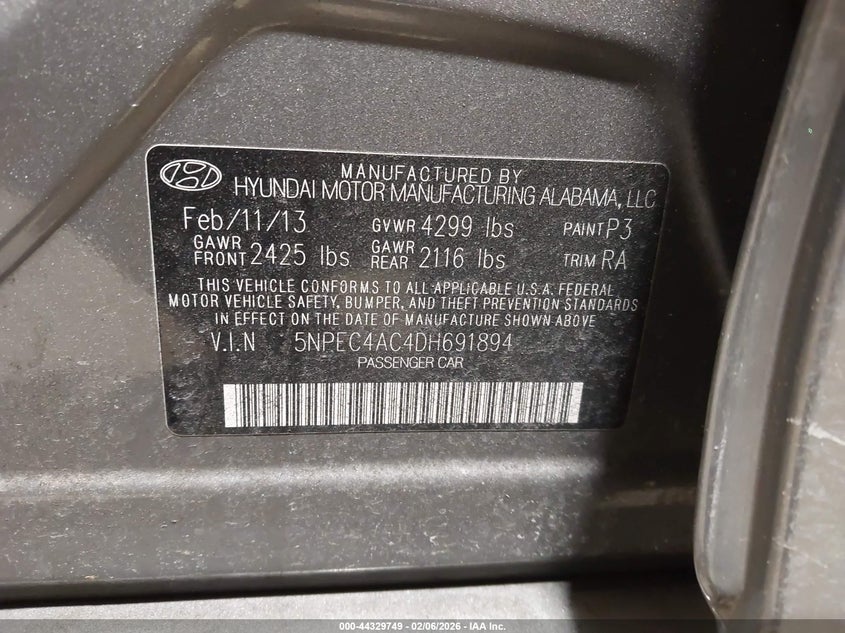 MANUFACTURED BY
HYUNDAI MOTOR MANUFACTURING ALABAMA, LLC
Feb/11/13 GVWR 4299 lbs PAINT P3
GAWR FRONT 2425 lbs GAWR REAR 2116 lbs TRIM RA
THIS VEHICLE CONFORMS TO ALL APPLICABLE U.S.A. FEDERAL
MOTOR VEHICLE SAFETY, BUMPER, AND THEFT PREVENTION STANDARDS
IN EFFECT ON THE DATE OF MANUFACTURE SHOWN ABOVE
V.I.N 5NPEC4AC4DH691894
PASSENGER CAR
000-44329749 - 02/06/2026 - IAA Inc.